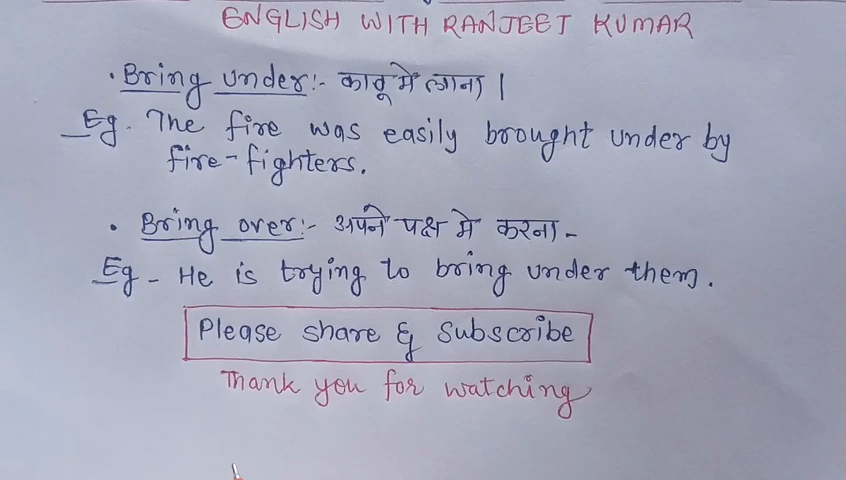 ENGLISH WITH RANJEET KUMAR
• Bring under:- काबू मे लाना।
Eg. The fire was easily brought under by
fire-fighters.
• Bring over:- अपने पक्ष मे करना -
Eg - He is trying to bring under them.
Please share & subscribe
Thank you for watching